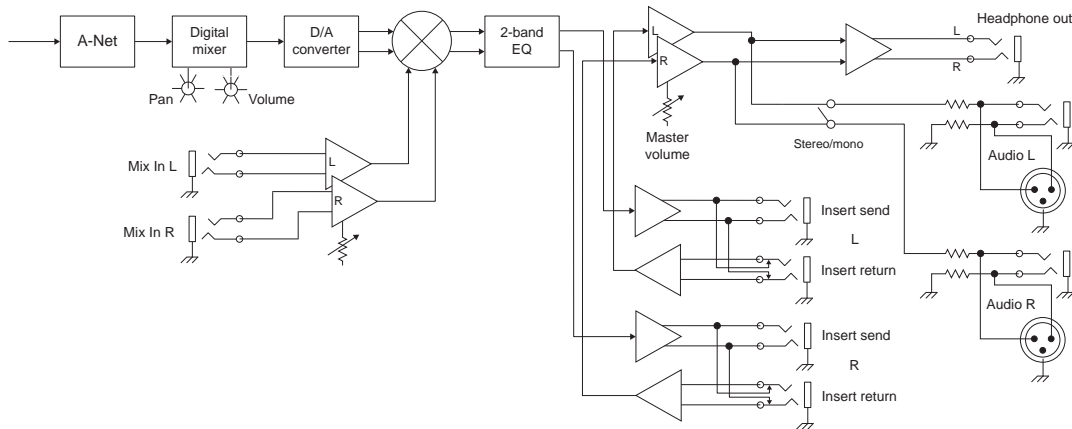 A-Net
Digital
mixer
D/A
converter
2-band
EQ
L
R
L
R
Headphone out
Pan
Volume
Master
volume
Stereo/mono
Audio L
Mix In L
L
R
Mix In R
Insert send
L
Insert return
Audio R
Insert send
R
Insert return